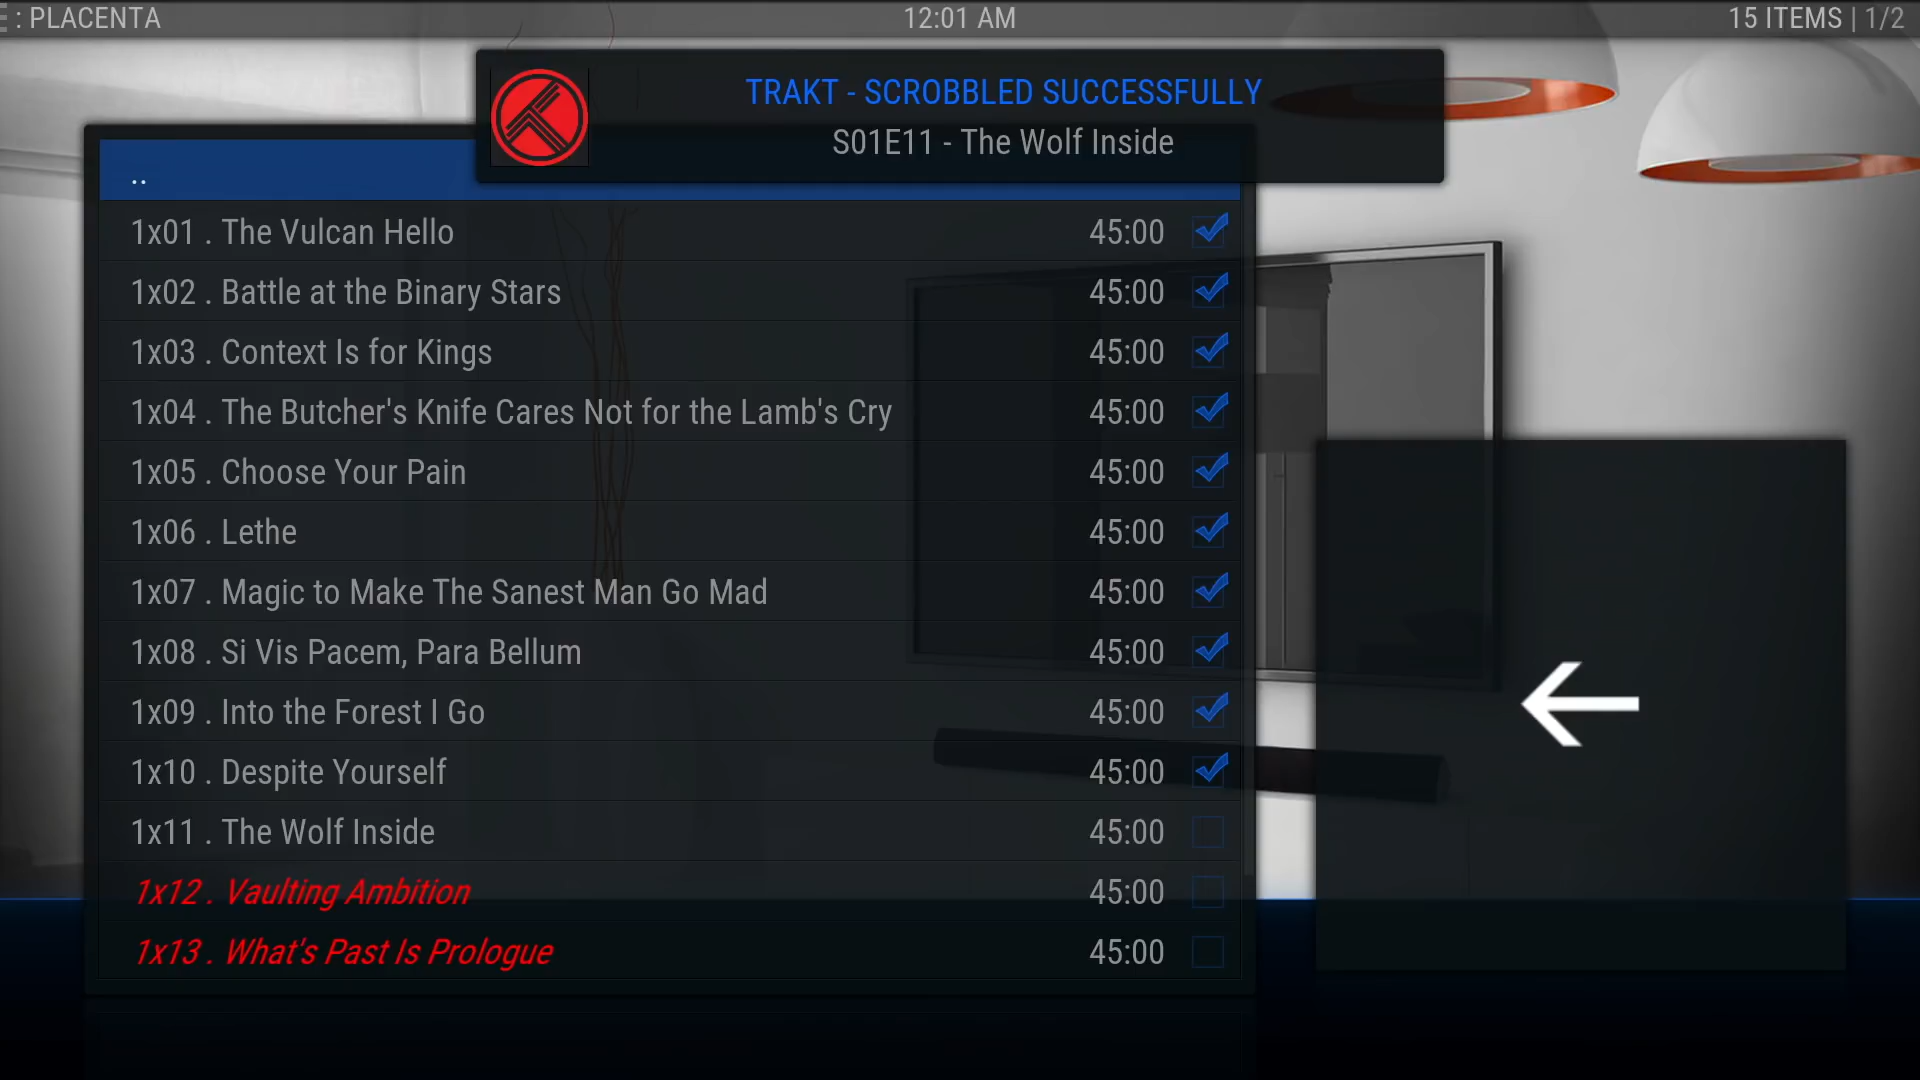 : PLACENTA
12:01 AM
15 ITEMS | 1/2
TRAKT - SCROBBLED SUCCESSFULLY
S01E11 - The Wolf Inside
..
1x01 . The Vulcan Hello 45:00
1x02 . Battle at the Binary Stars 45:00
1x03 . Context Is for Kings 45:00
1x04 . The Butcher's Knife Cares Not for the Lamb's Cry 45:00
1x05 . Choose Your Pain 45:00
1x06 . Lethe 45:00
1x07 . Magic to Make The Sanest Man Go Mad 45:00
1x08 . Si Vis Pacem, Para Bellum 45:00
1x09 . Into the Forest I Go 45:00
1x10 . Despite Yourself 45:00
1x11 . The Wolf Inside 45:00
1x12 . Vaulting Ambition 45:00
1x13 . What's Past Is Prologue 45:00